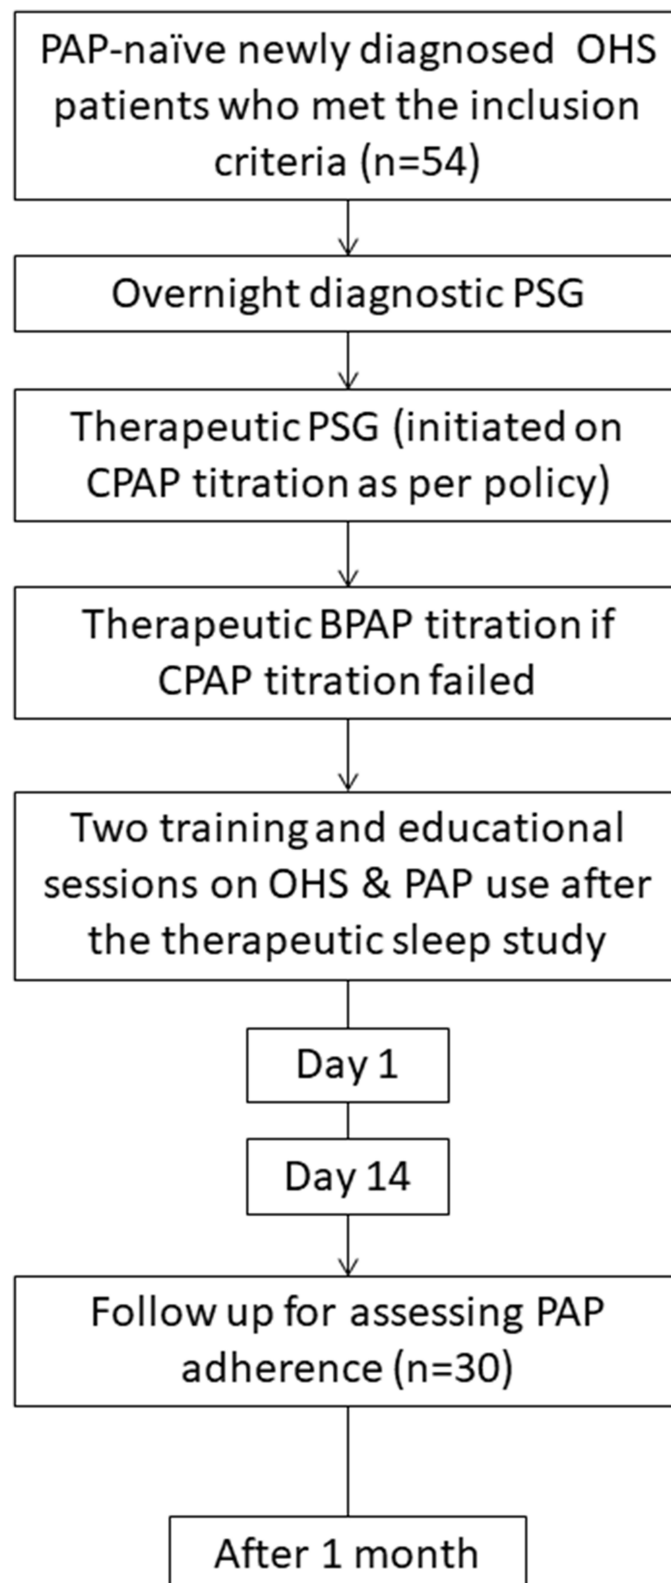 PAP-naïve newly diagnosed OHS
patients who met the inclusion
criteria (n=54)
Overnight diagnostic PSG
Therapeutic PSG (initiated on
CPAP titration as per policy)
Therapeutic BPAP titration if
CPAP titration failed
Two training and educational
sessions on OHS & PAP use after
the therapeutic sleep study
Day 1
Day 14
Follow up for assessing PAP
adherence (n=30)
After 1 month